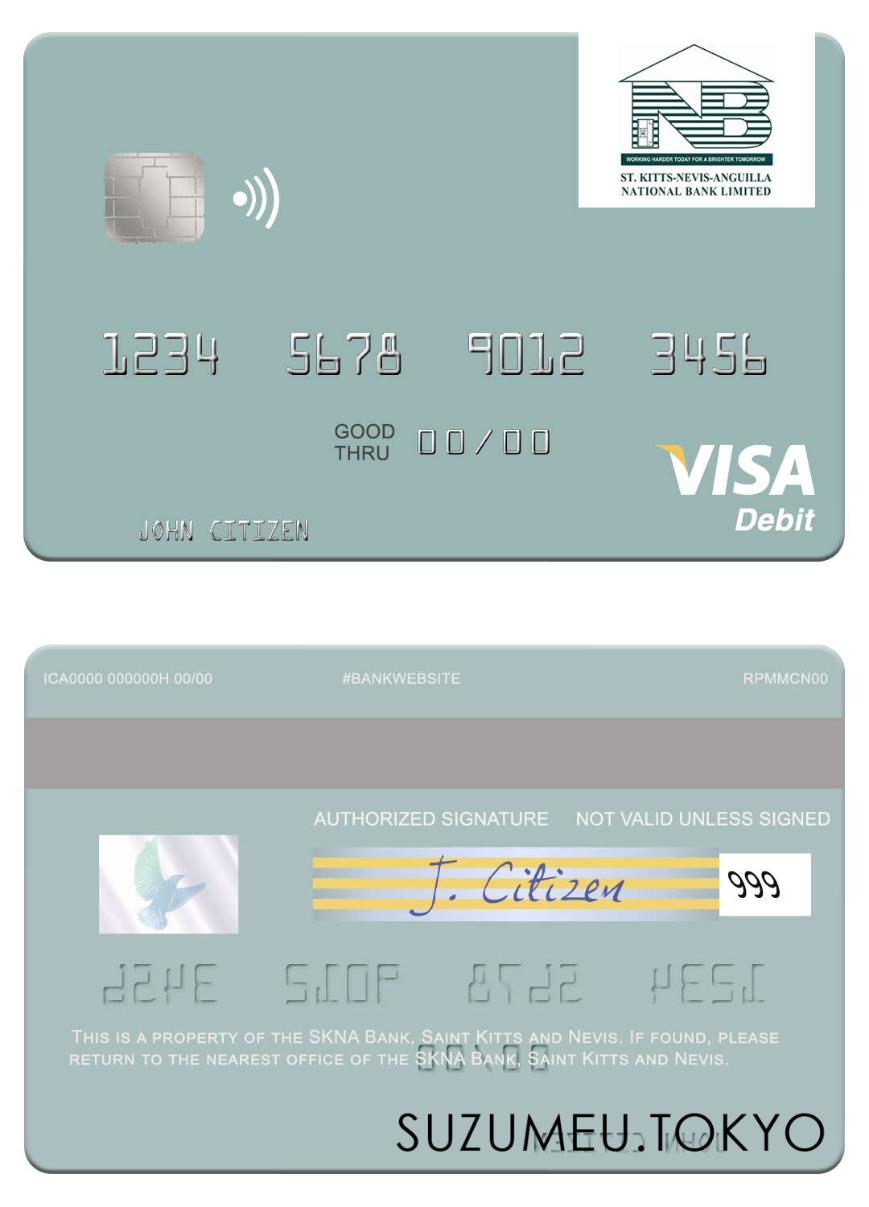 WORKING HARDER TODAY FOR A BRIGHTER TOMORROW
ST. KITTS-NEVIS-ANGUILLA
NATIONAL BANK LIMITED
1234 5678 9012 3456
GOOD
THRU 00/00
VISA
Debit
JOHN CITIZEN
ICA0000 000000H 00/00 #BANKWEBSITE RPMMCN00
AUTHORIZED SIGNATURE NOT VALID UNLESS SIGNED
J. Citizen 999
THIS IS A PROPERTY OF THE SKNA BANK, SAINT KITTS AND NEVIS. IF FOUND, PLEASE
RETURN TO THE NEAREST OFFICE OF THE SKNA BANK, SAINT KITTS AND NEVIS.
SUZUMEU.TOKYO